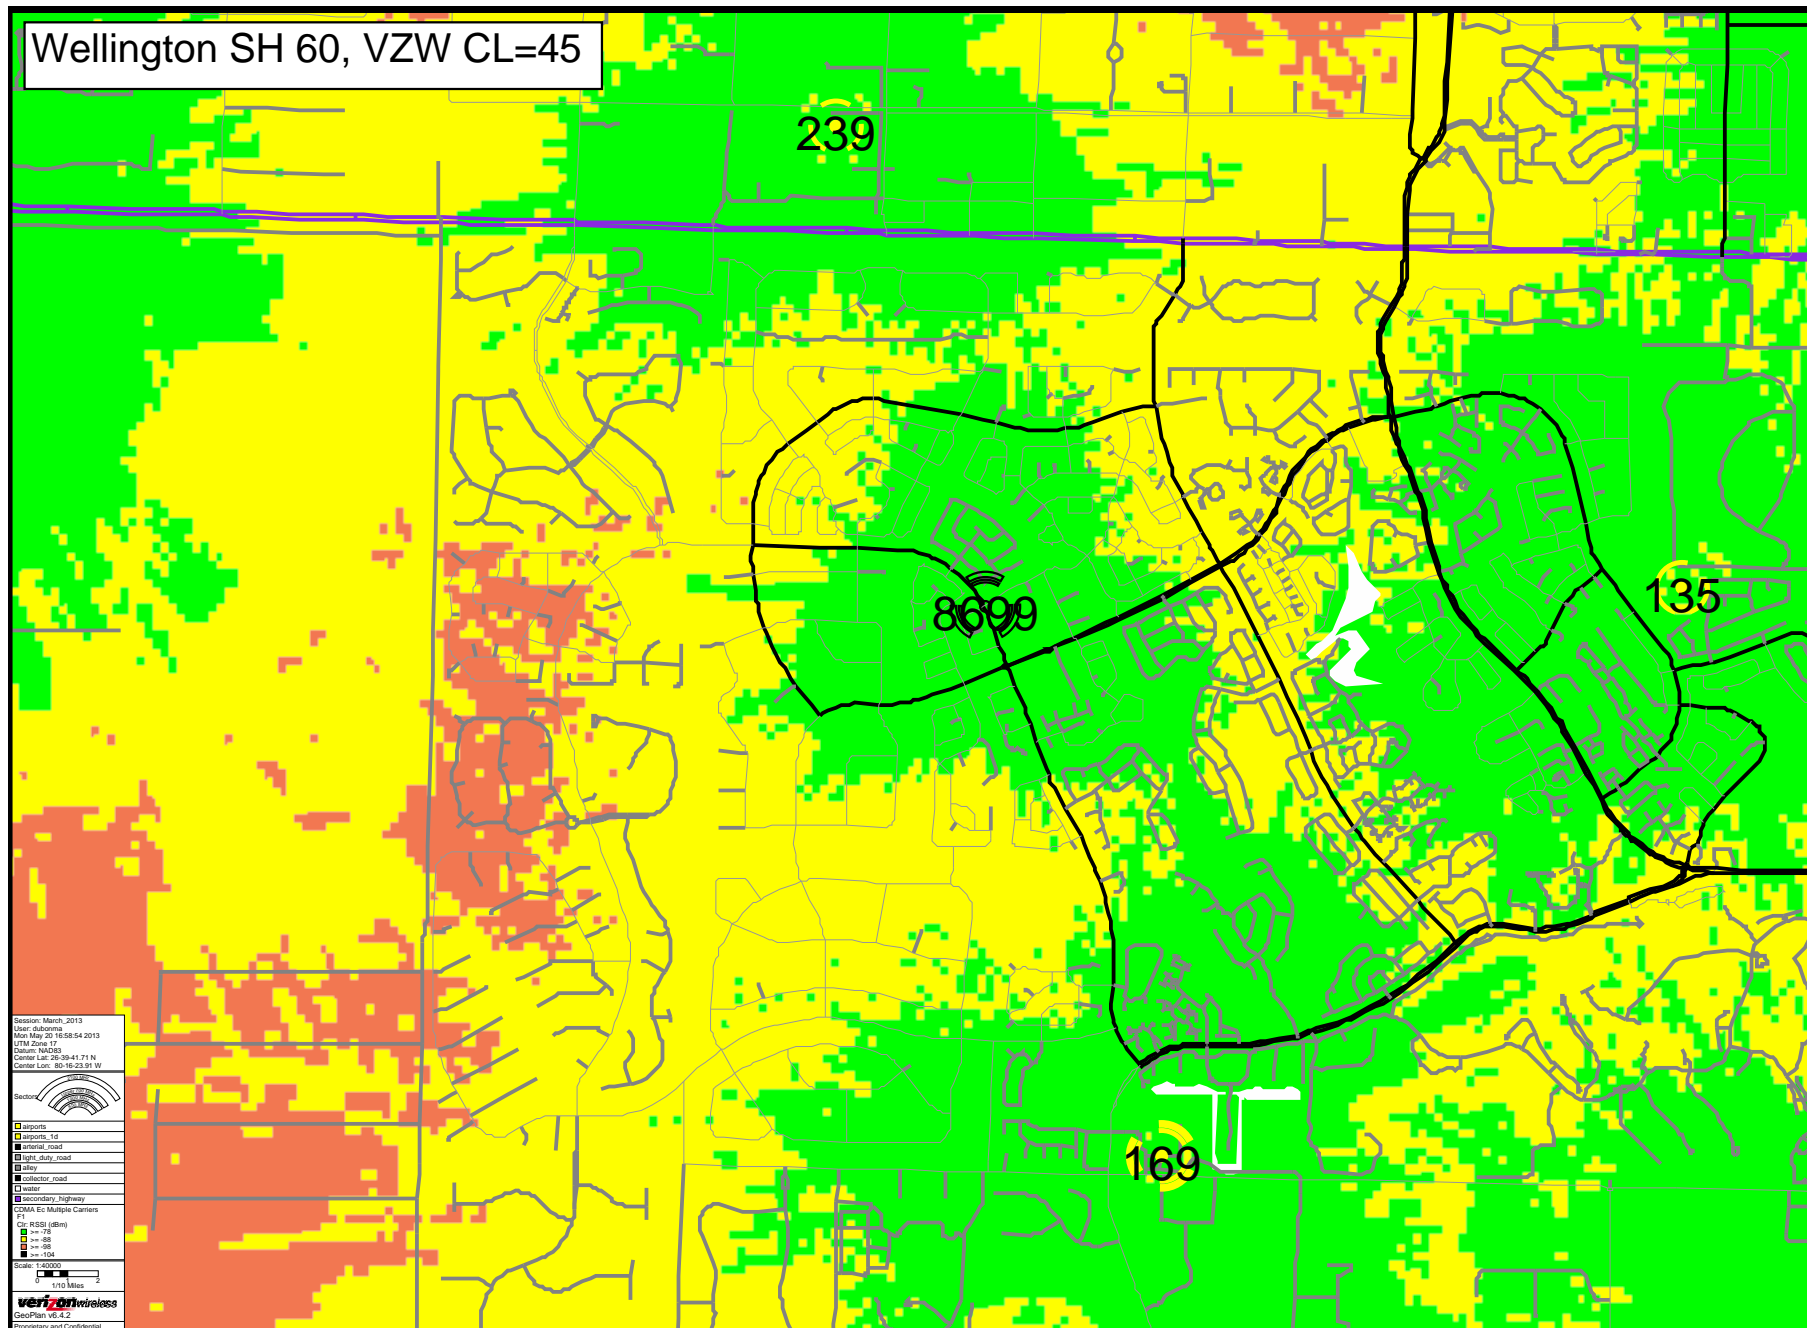 Wellington SH 60, VZW CL=45
239
8699
135
169
Session: March_2013
User: dubonma
Mon May 20 16:58:54 2013
UTM Zone 17
Datum: NAD83
Center Lat: 26-39-41.71 N
Center Lon: 80-16-23.91 W
Sectors
airports
airports_1d
arterial_road
light_duty_road
alley
collector_road
water
secondary_highway
CDMA Ec Multiple Carriers
F1
Clr: RSSI (dBm)
>= -78
>= -88
>= -98
>= -104
Scale: 1:40000
0 1 2
1/10 Miles
verizonwireless
GeoPlan v6.4.2
Proprietary and Confidential